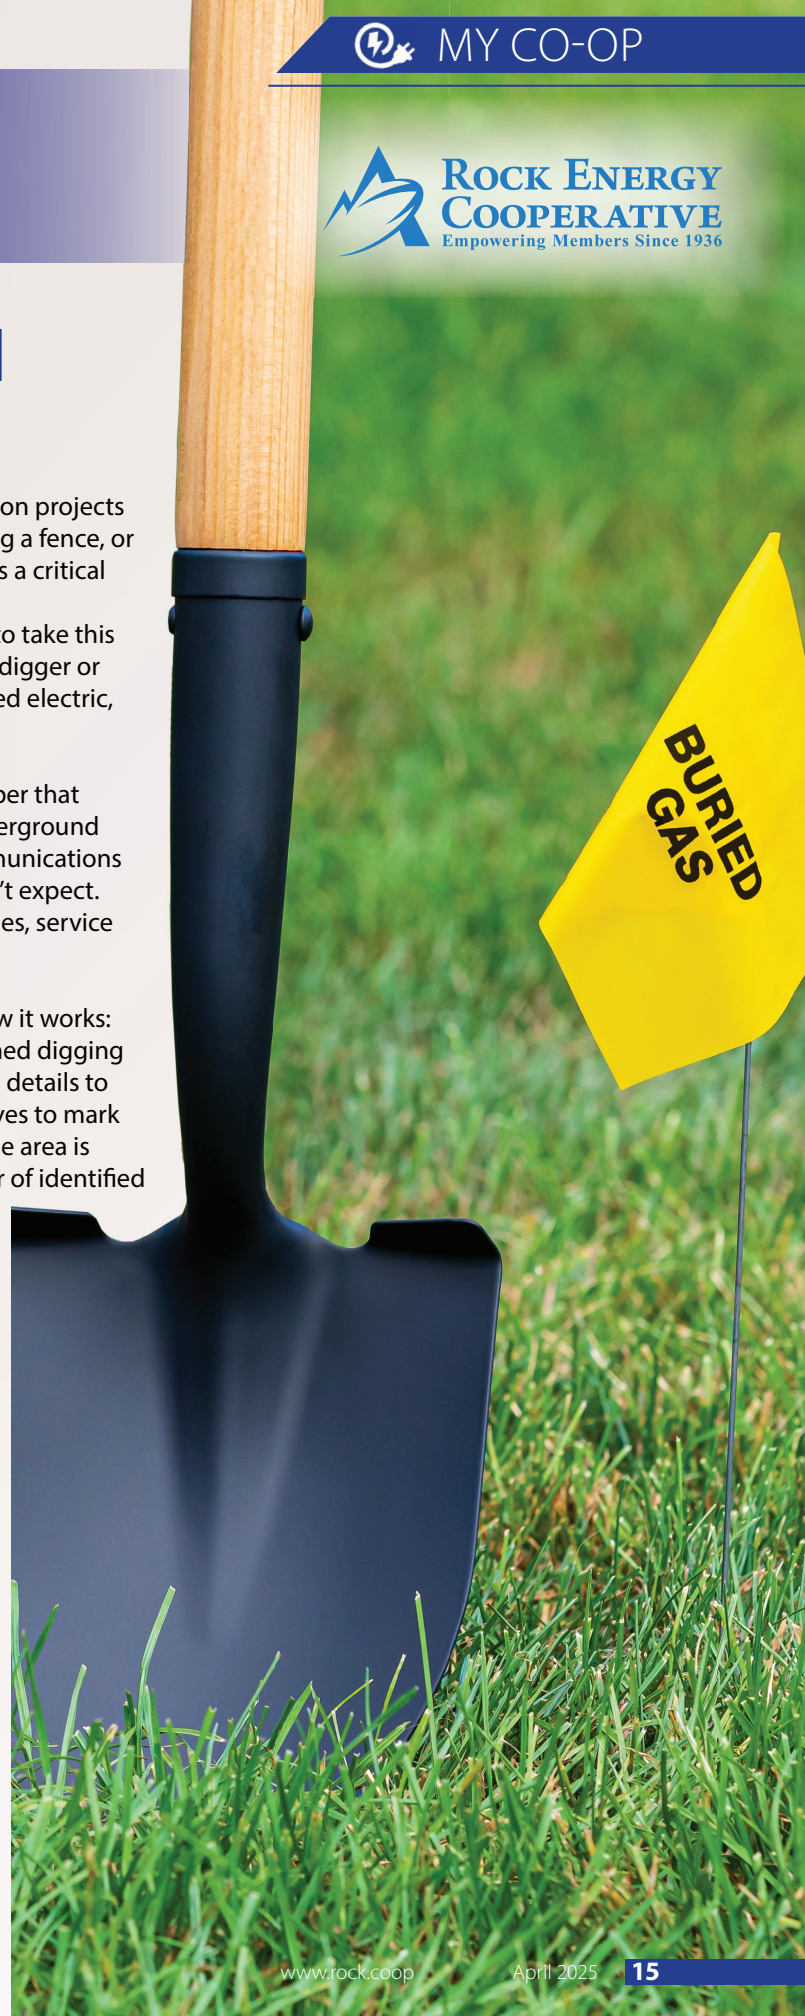 MY CO-OP
ROCK ENERGY
COOPERATIVE
Empowering Members Since 1936
on projects
g a fence, or
s a critical
to take this
digger or
ed electric,
ber that
erground
munications
't expect.
es, service
w it works:
ned digging
details to
ves to mark
e area is
r of identified
BURIED
GAS
www.rock.coop April 2025 15